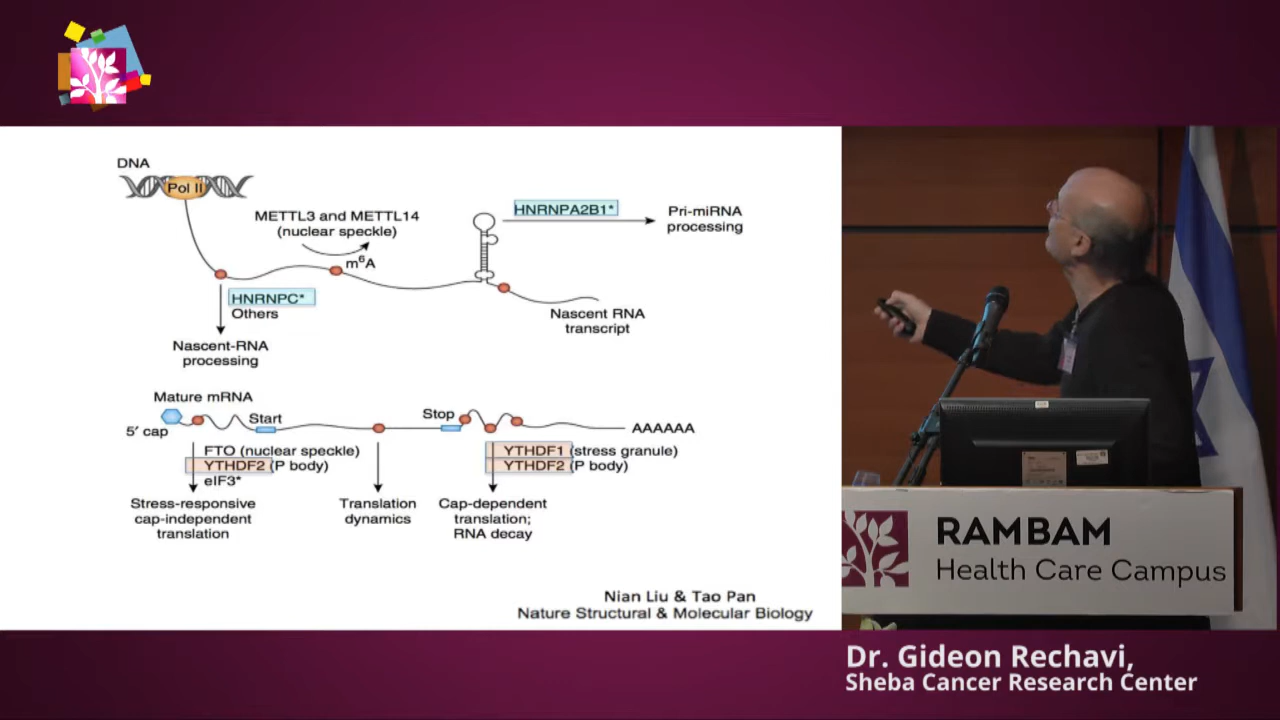 DNA
Pol II
METTL3 and METTL14
(nuclear speckle)
m⁶A
HNRNPA2B1*
Pri-miRNA
processing
HNRNPC*
Others
Nascent RNA
transcript
Nascent-RNA
processing
Mature mRNA
5′ cap
Start
Stop
AAAAAA
FTO (nuclear speckle)
YTHDF2 (P body)
eIF3*
YTHDF1 (stress granule)
YTHDF2 (P body)
Stress-responsive
cap-independent
translation
Translation
dynamics
Cap-dependent
translation;
RNA decay
Nian Liu & Tao Pan
Nature Structural & Molecular Biology
RAMBAM
Health Care Campus
Dr. Gideon Rechavi,
Sheba Cancer Research Center